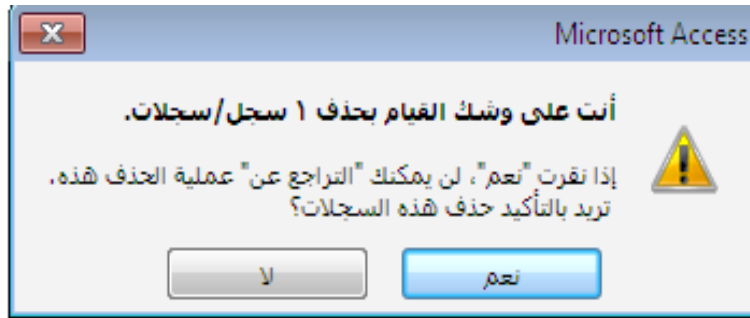 Microsoft Access
أنت على وشك القيام بحذف ١ سجل/سجلات.
إذا نقرت "نعم"، لن يمكنك "التراجع عن" عملية الحذف هذه،
تريد بالتأكيد حذف هذه السجلات؟
نعم
لا